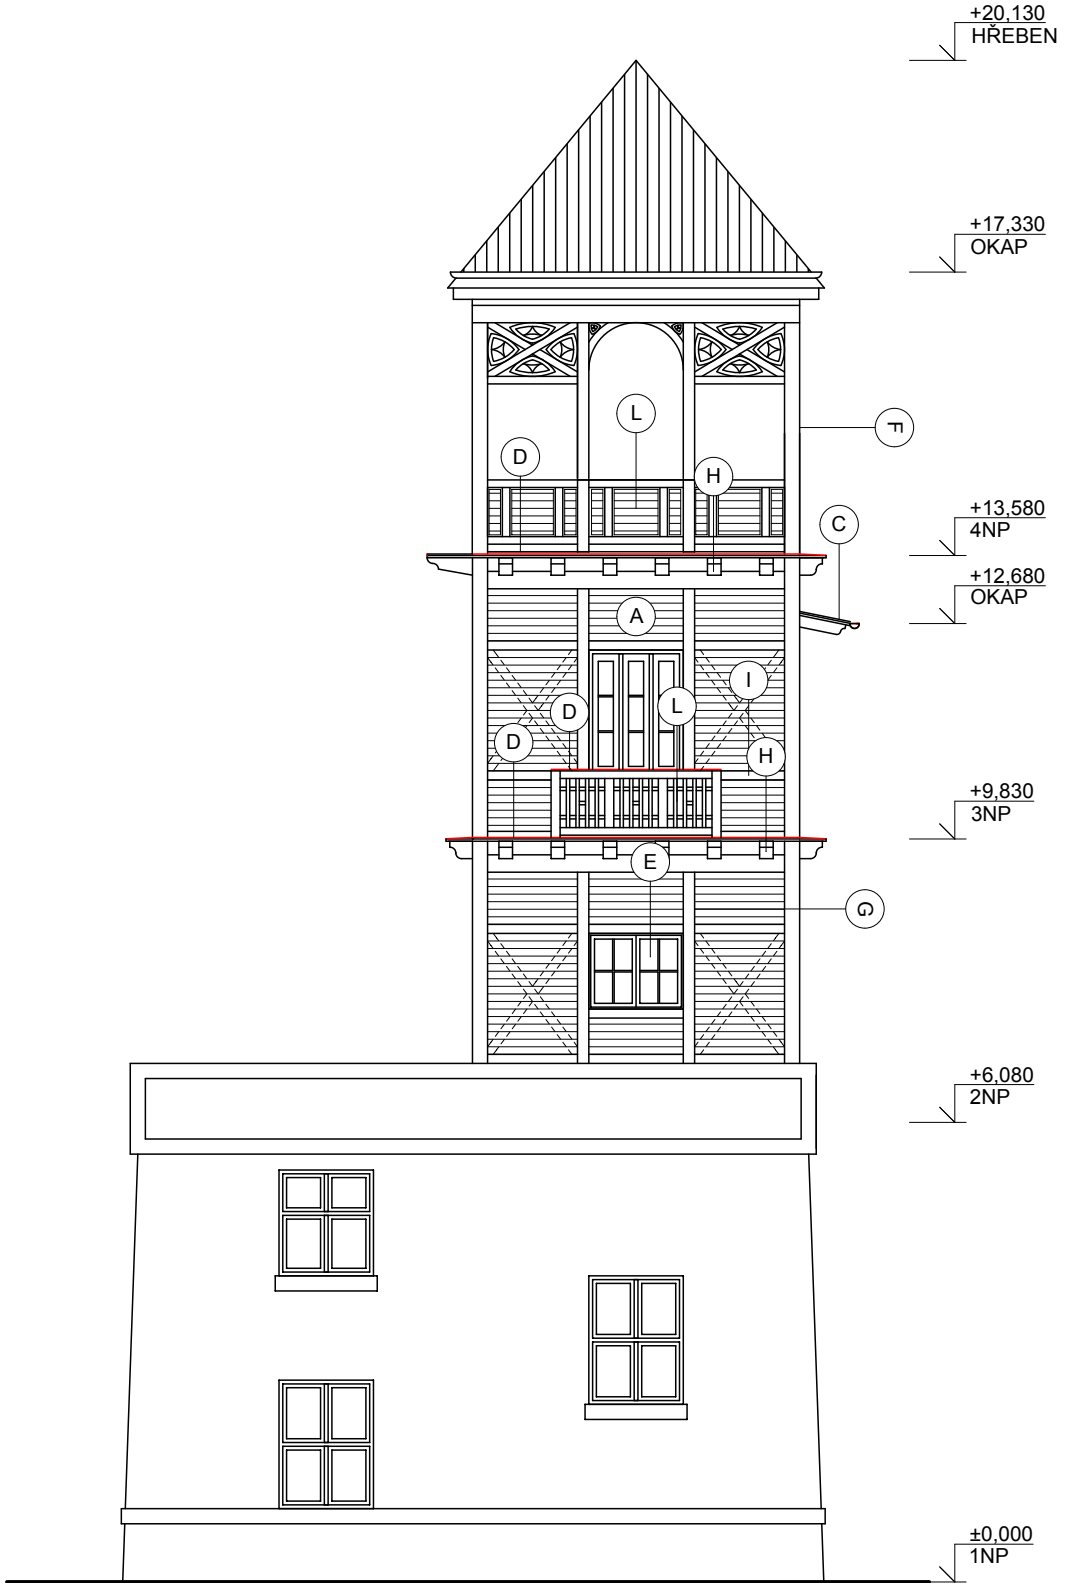 +20,130
HŘEBEN
+17,330
OKAP
L
F
D
H
+13,580
4NP
C
+12,680
OKAP
A
I
L
D
D
H
+9,830
3NP
E
G
+6,080
2NP
±0,000
1NP